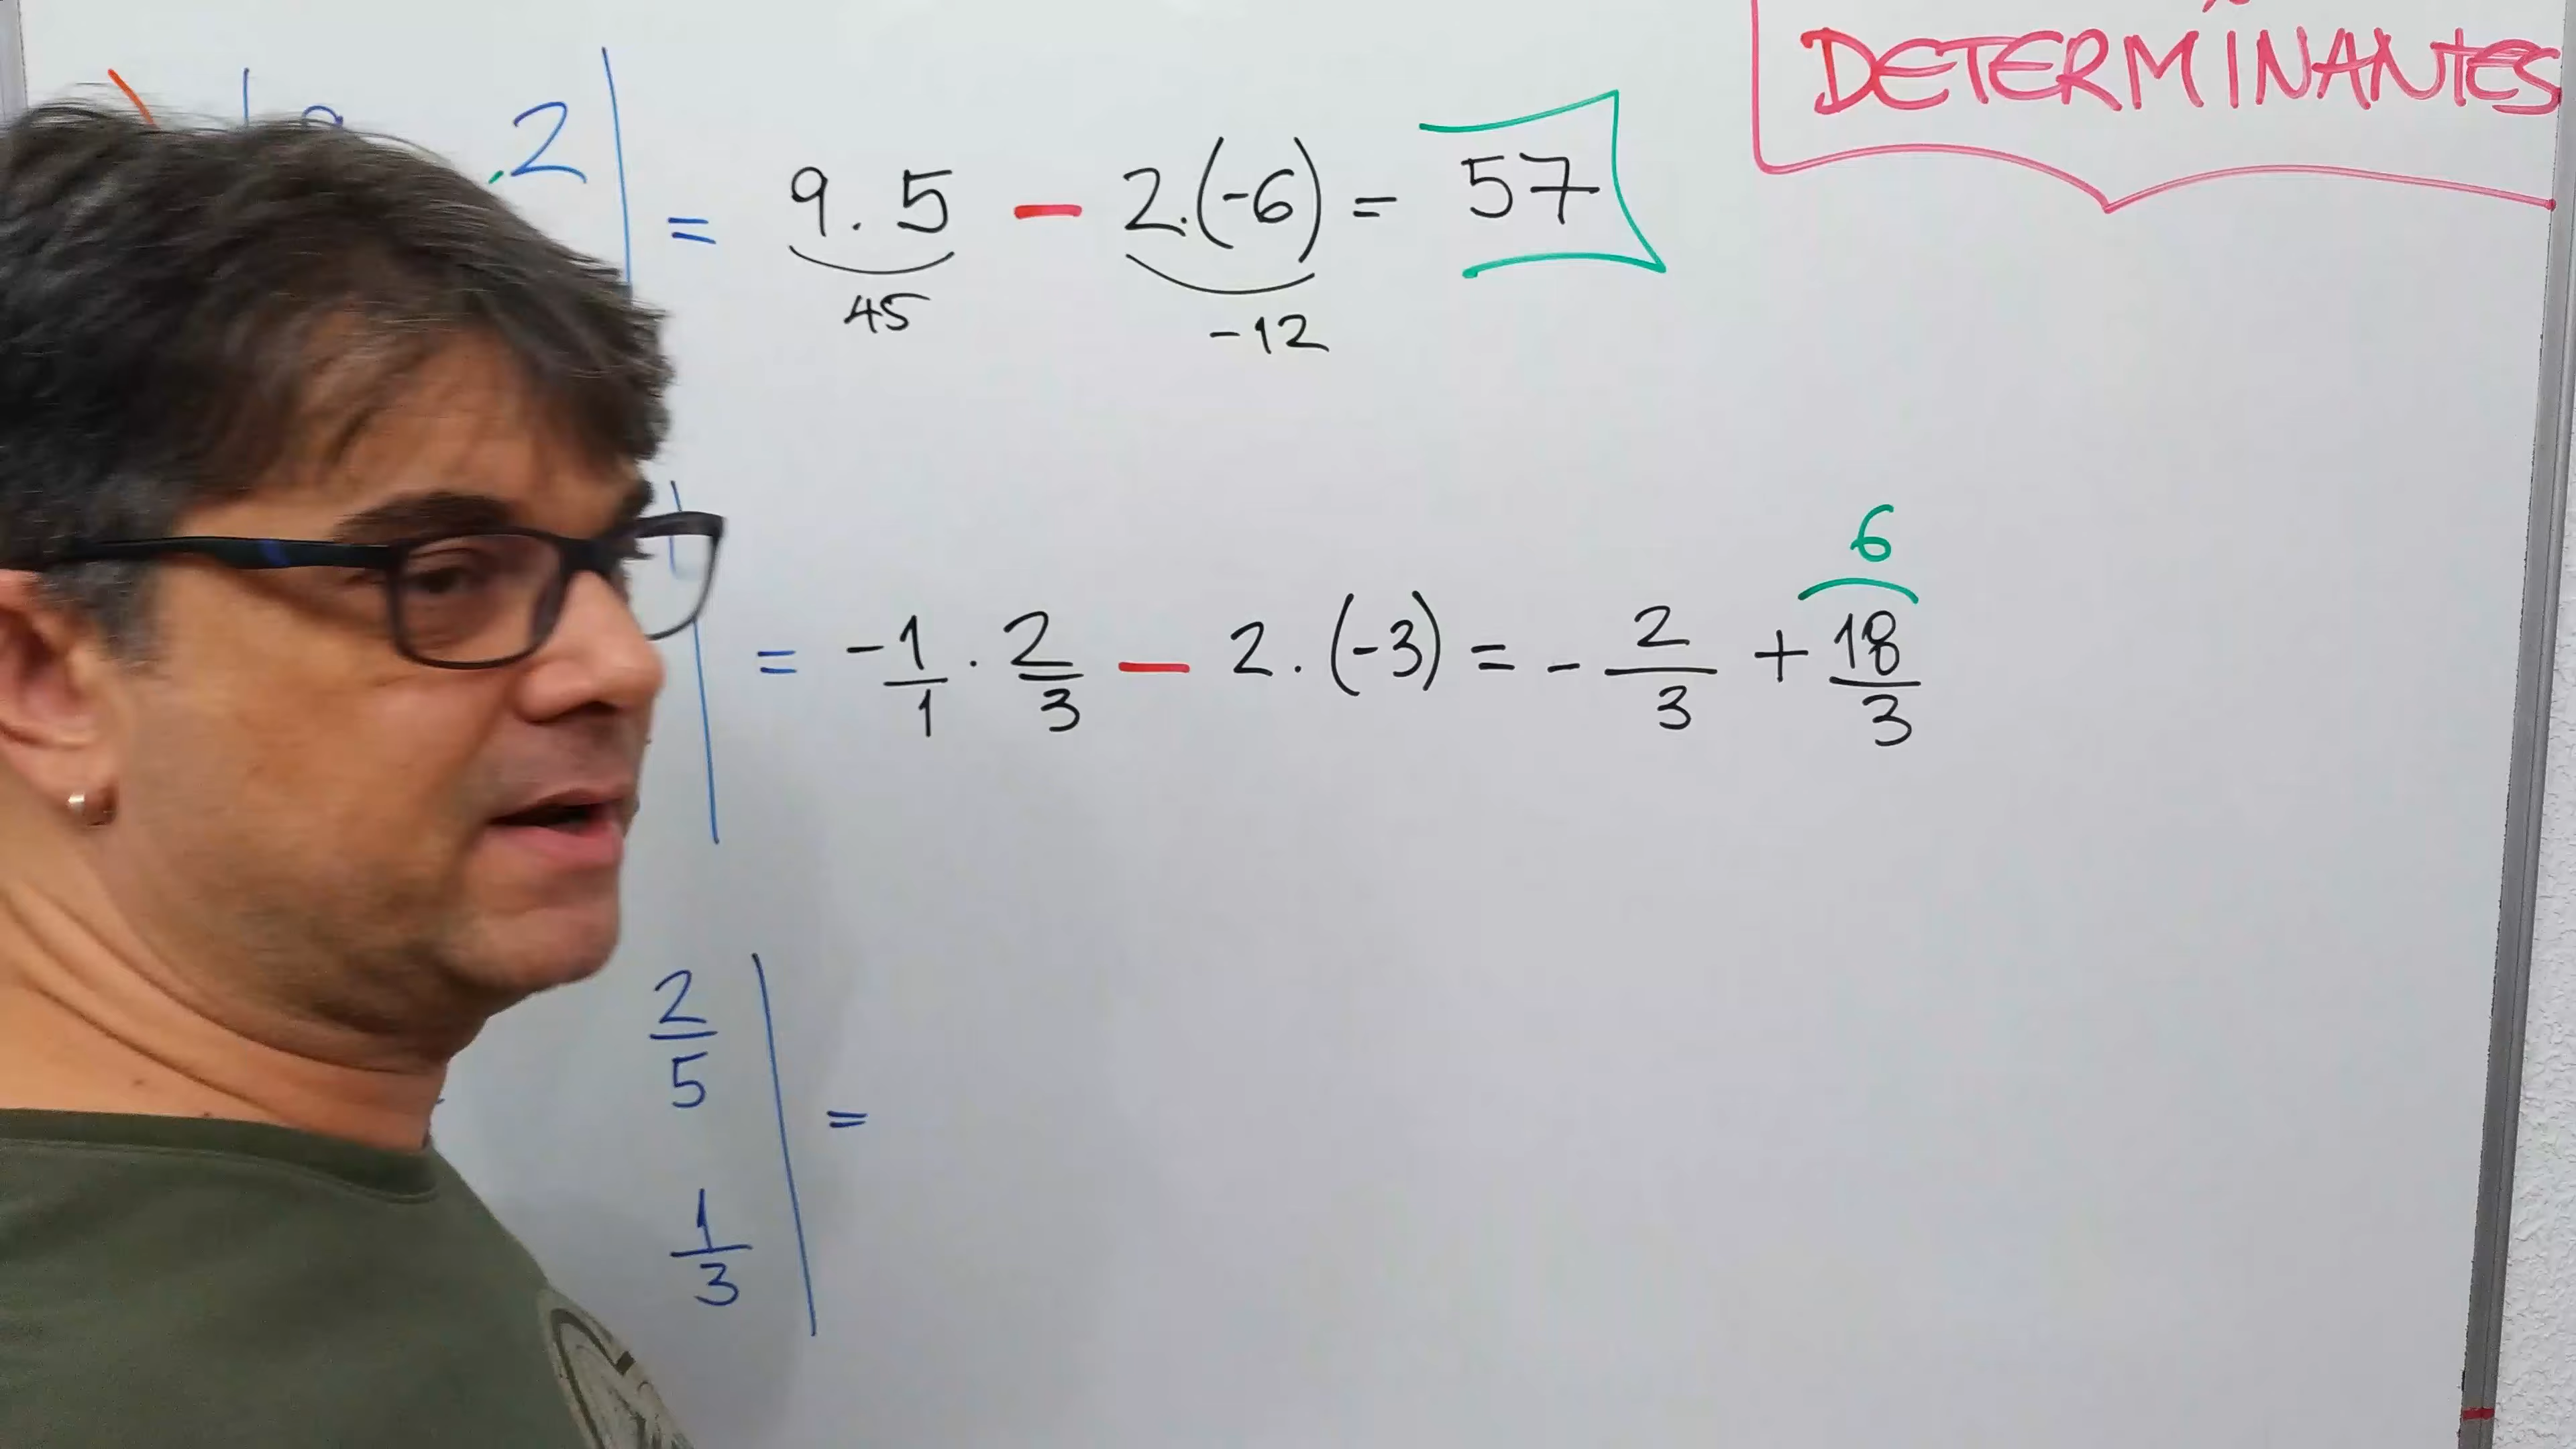 DETERMINANTES
2 | = 9 . 5 - 2.(-6) = 57
45
-12
6
| = -1/1 . 2/3 - 2 . (-3) = - 2/3 + 18/3
2/5
| =
1/3